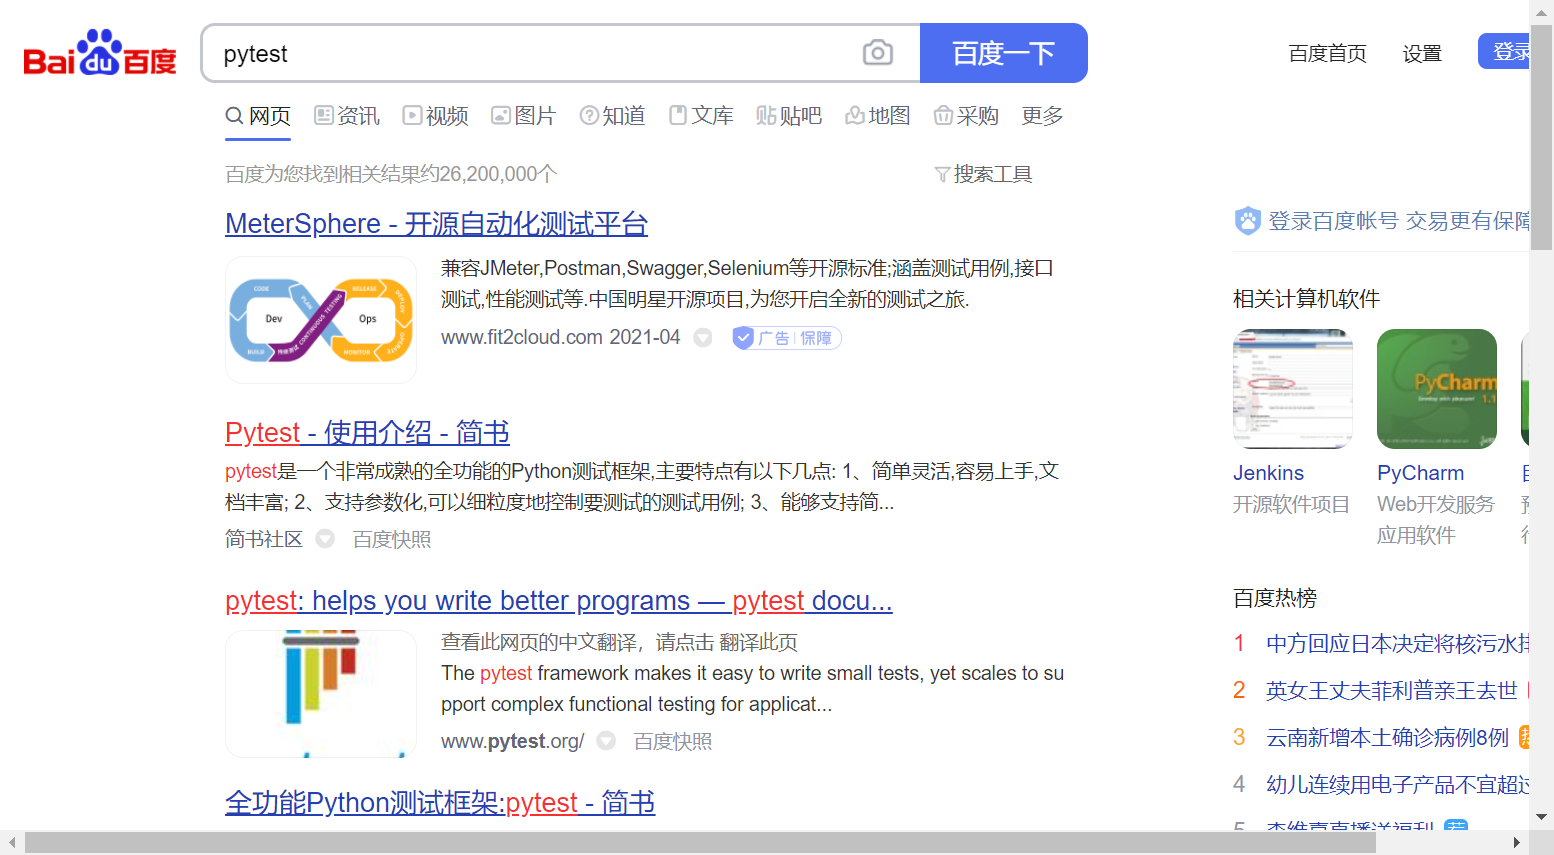 Bai du 百度
pytest
百度一下
百度首页 设置 登录
网页 资讯 视频 图片 知道 文库 贴吧 地图 采购 更多
百度为您找到相关结果约26,200,000个
搜索工具
MeterSphere - 开源自动化测试平台
CODE
PLAN
RELEASE
DEPLOY
Dev
Ops
BUILD
持续测试 CONTINUOUS TESTING
MONITOR
OPERATE
兼容JMeter,Postman,Swagger,Selenium等开源标准;涵盖测试用例,接口
测试,性能测试等.中国明星开源项目,为您开启全新的测试之旅.
www.fit2cloud.com 2021-04 广告 保障
Pytest - 使用介绍 - 简书
pytest是一个非常成熟的全功能的Python测试框架,主要特点有以下几点: 1、简单灵活,容易上手,文
档丰富; 2、支持参数化,可以细粒度地控制要测试的测试用例; 3、能够支持简...
简书社区 百度快照
pytest: helps you write better programs — pytest docu...
查看此网页的中文翻译，请点击 翻译此页
The pytest framework makes it easy to write small tests, yet scales to su
pport complex functional testing for applicat...
www.pytest.org/ 百度快照
全功能Python测试框架:pytest - 简书
登录百度帐号 交易更有保障
相关计算机软件
PyCharm
1.1
Jenkins
开源软件项目
PyCharm
Web开发服务
应用软件
百度热榜
1 中方回应日本决定将核污水排
2 英女王丈夫菲利普亲王去世
3 云南新增本土确诊病例8例 热
4 幼儿连续用电子产品不宜超过